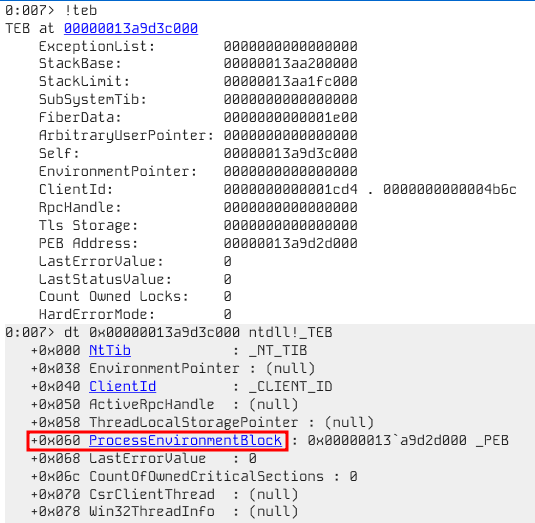 0:007> !teb
TEB at 00000013a9d3c000
    ExceptionList:        0000000000000000
    StackBase:            00000013aa200000
    StackLimit:           00000013aa1fc000
    SubSystemTib:         0000000000000000
    FiberData:            0000000000001e00
    ArbitraryUserPointer: 0000000000000000
    Self:                 00000013a9d3c000
    EnvironmentPointer:   0000000000000000
    ClientId:             0000000000001cd4 . 0000000000004b6c
    RpcHandle:            0000000000000000
    Tls Storage:          0000000000000000
    PEB Address:          00000013a9d2d000
    LastErrorValue:       0
    LastStatusValue:      0
    Count Owned Locks:    0
    HardErrorMode:        0
0:007> dt 0x00000013a9d3c000 ntdll!_TEB
   +0x000 NtTib            : _NT_TIB
   +0x038 EnvironmentPointer : (null)
   +0x040 ClientId         : _CLIENT_ID
   +0x050 ActiveRpcHandle  : (null)
   +0x058 ThreadLocalStoragePointer : (null)
   +0x060 ProcessEnvironmentBlock : 0x00000013`a9d2d000 _PEB
   +0x068 LastErrorValue   : 0
   +0x06c CountOfOwnedCriticalSections : 0
   +0x070 CsrClientThread  : (null)
   +0x078 Win32ThreadInfo  : (null)